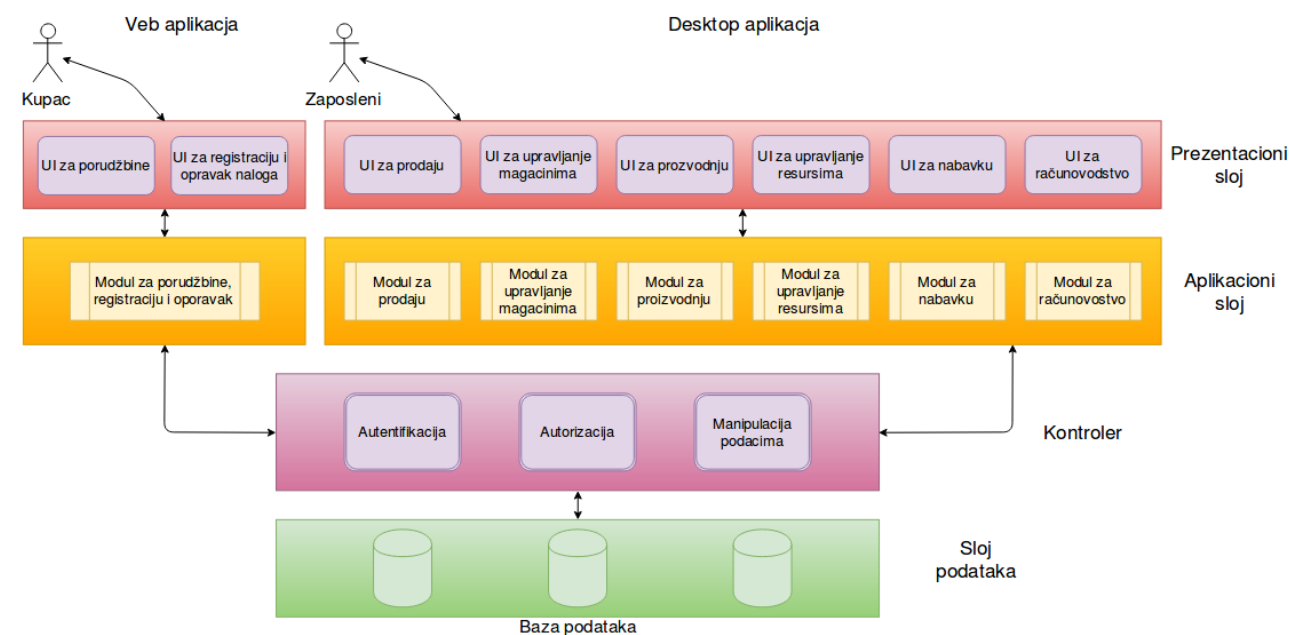 Veb aplikacija
Desktop aplikacja
Kupac
Zaposleni
UI za porudžbine
UI za registraciju i
opravak naloga
UI za prodaju
UI za upravljanje
magacinima
UI za prozvodnju
UI za upravljanje
resursima
UI za nabavku
UI za
računovodstvo
Prezentacioni
sloj
Modul za porudžbine,
registraciju i oporavak
Modul za
prodaju
Modul za
upravljanje
magacinima
Modul za
proizvodnju
Modul za
upravljanje
resursima
Modul za
nabavku
Modul za
računovostvo
Aplikacioni
sloj
Autentifikacija
Autorizacija
Manipulacija
podacima
Kontroler
Sloj
podataka
Baza podataka